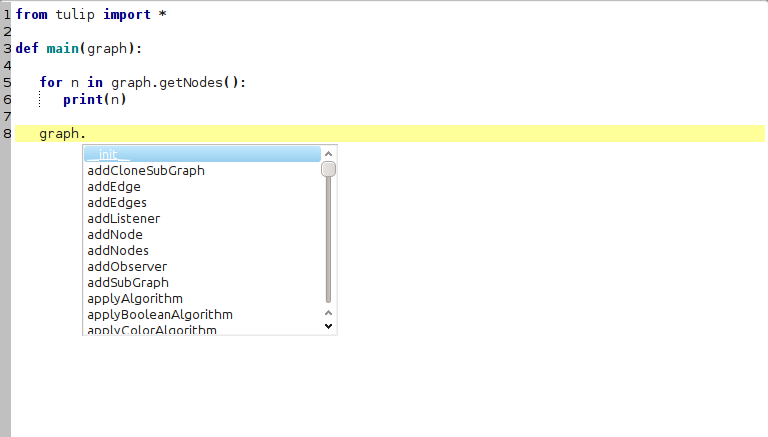 1 from tulip import *
2
3 def main(graph):
4
5    for n in graph.getNodes():
6       print(n)
7
8    graph.
__init__
addCloneSubGraph
addEdge
addEdges
addListener
addNode
addNodes
addObserver
addSubGraph
applyAlgorithm
applyBooleanAlgorithm
applyColorAlgorithm